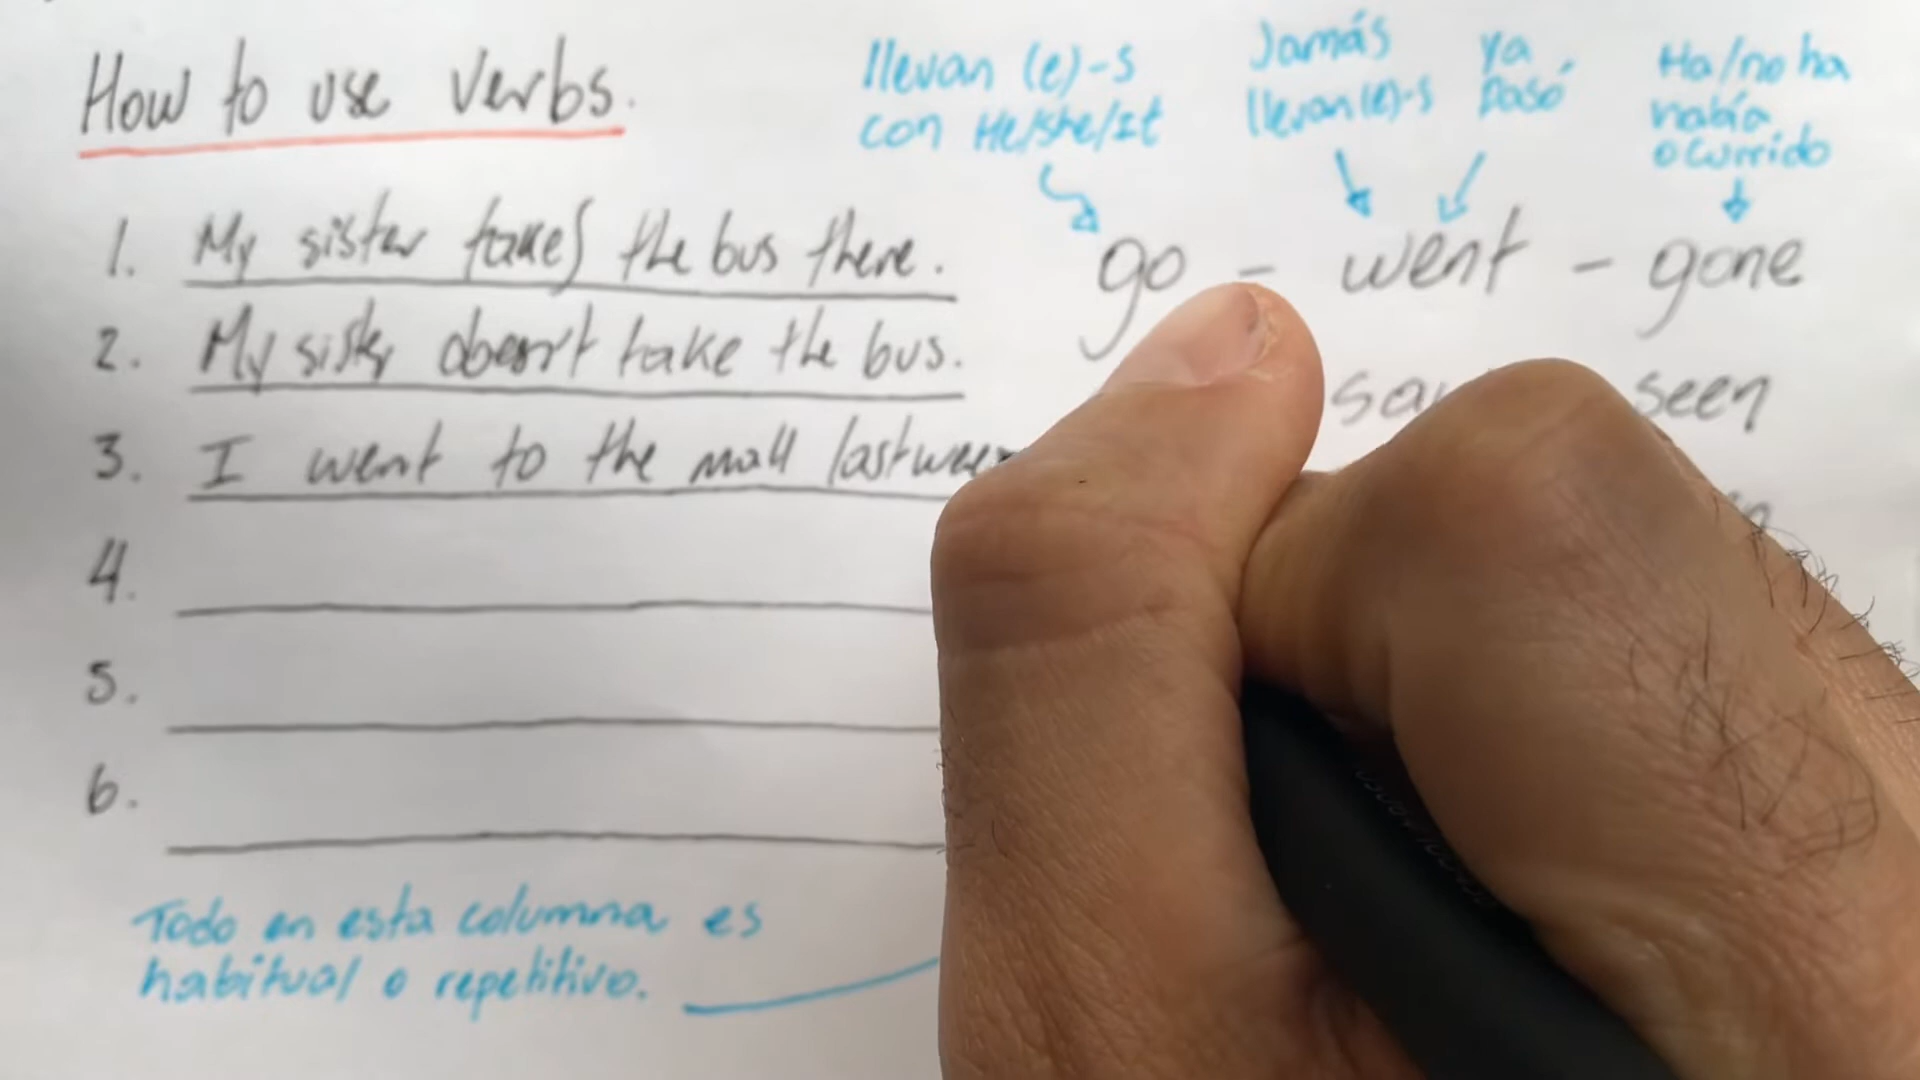 How to use verbs.
llevan (e)-s
con He/she/It
Jamás
llevan(e)-s
ya
pasó
Ha/no ha
había
ocurrido
1. My sister takes the bus there.
go - went - gone
2. My sister doesn't take the bus.
seen
3. I went to the mall last
4.
5.
6.
Todo en esta columna es
habitual o repetitivo.